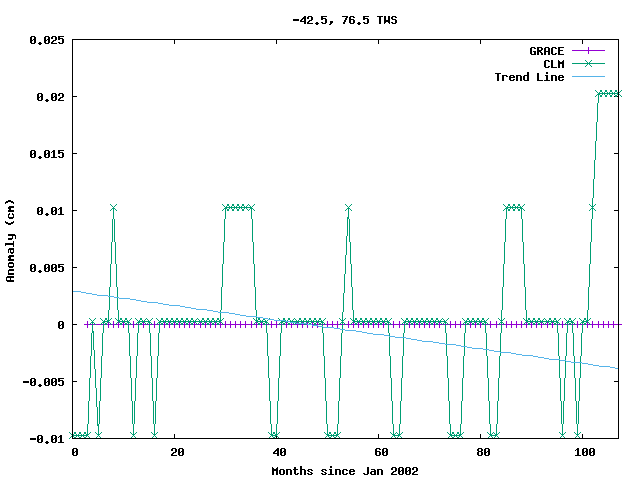 -42.5, 76.5 TWS
0.025
0.02
0.015
0.01
0.005
0
-0.005
-0.01
Anomaly (cm)
GRACE
CLM
Trend Line
0 20 40 60 80 100
Months since Jan 2002